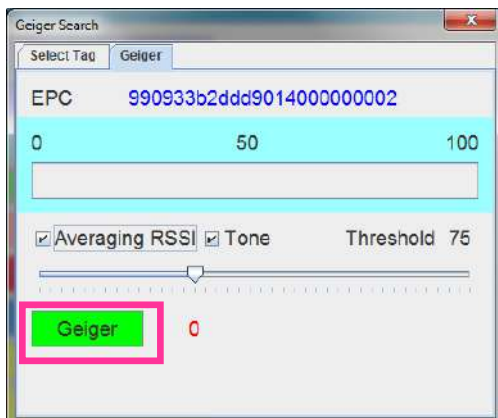 Geiger Search
Select Tag Geiger
EPC 990933b2ddd9014000000002
0 50 100
Averaging RSSI Tone Threshold 75
Geiger 0